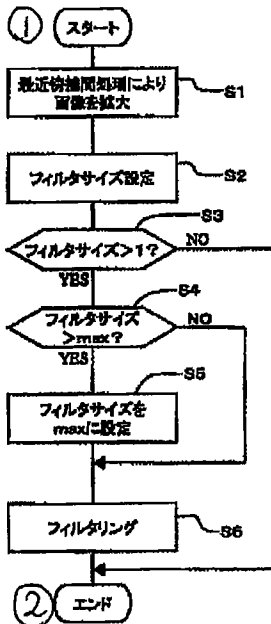 ① スタート
最近傍補間処理により
画像を拡大
S1
フィルタサイズ設定
S2
S3
フィルタサイズ>1?
NO
YES
S4
フィルタサイズ
>max?
NO
YES
S5
フィルタサイズを
maxに設定
フィルタリング
S6
② エンド